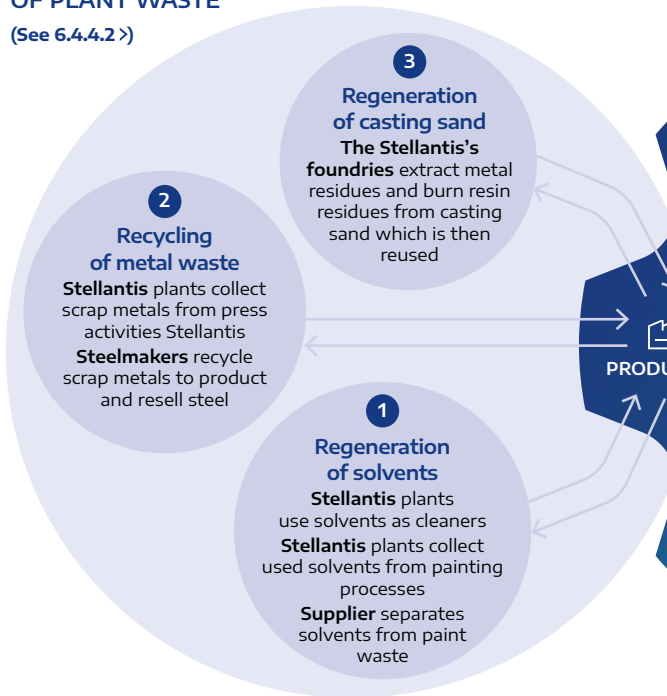 OF PLANT WASTE
(See 6.4.4.2 >)
3
Regeneration
of casting sand
The Stellantis's
foundries extract metal
residues and burn resin
residues from casting
sand which is then
reused
2
Recycling
of metal waste
Stellantis plants collect
scrap metals from press
activities Stellantis
Steelmakers recycle
scrap metals to product
and resell steel
PRODU
1
Regeneration
of solvents
Stellantis plants
use solvents as cleaners
Stellantis plants collect
used solvents from painting
processes
Supplier separates
solvents from paint
waste